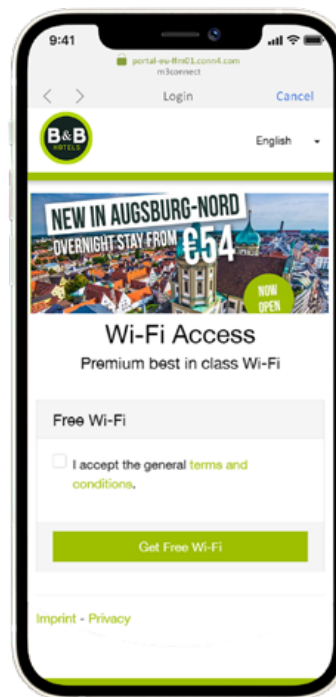 9:41
portal-eu-ffm01.conn4.com
m3connect
Login
Cancel
B&B
HOTELS
English
NEW IN AUGSBURG-NORD
OVERNIGHT STAY FROM €54
NOW
OPEN
Wi-Fi Access
Premium best in class Wi-Fi
Free Wi-Fi
I accept the general terms and
conditions.
Get Free Wi-Fi
Imprint - Privacy